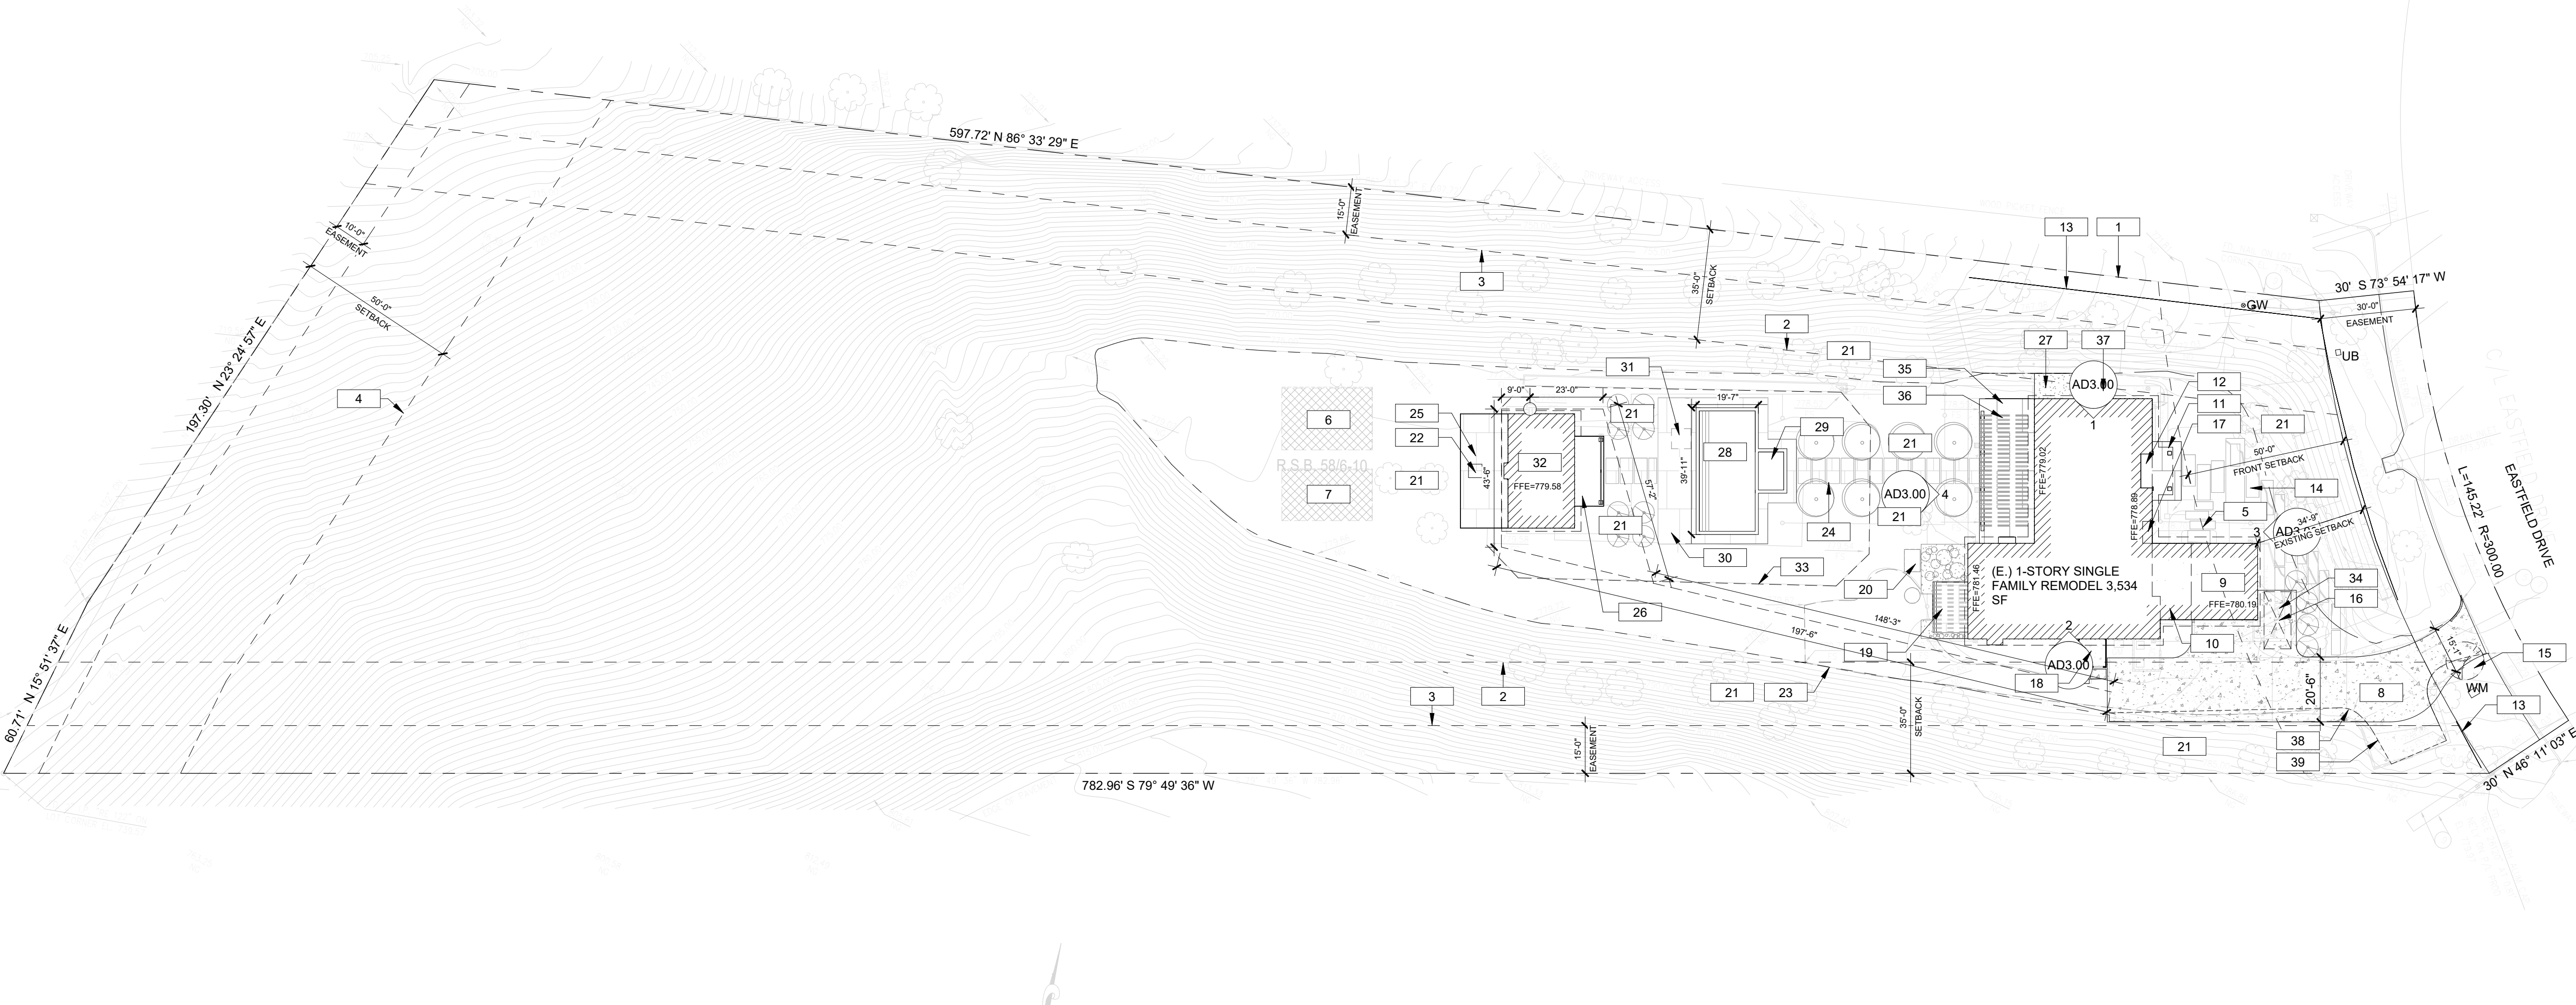 597.72' N 86° 33' 29" E
15'-0"
EASEMENT
10'-0"
EASEMENT
50'-0"
SETBACK
197.30'  N 23° 24' 57" E
60.71'  N 15° 51' 37" E
4
3
35'-0"
SETBACK
2
13
1
30'  S 73° 54' 17" W
30'-0"
EASEMENT
GW
UB
21
27
37
31
35
36
AD3.00
1
12
11
17
21
9'-0"
23'-0"
19'-7"
25
22
6
21
28
29
21
R.S.B. 58/6-10
7
21
32
FFE=779.58
43'-6"
57'-2"
39'-11"
AD3.00
4
21
24
FFE=779.02
FFE=778.89
50'-0"
FRONT SETBACK
14
5
34'-9"
EXISTING SETBACK
3
L=145.22'  R=300.00
EASTFIELD DRIVE
21
30
33
26
20
(E.) 1-STORY SINGLE
FAMILY REMODEL 3,534
SF
FFE=781.46
9
FFE=780.19
34
16
148'-3"
197'-6"
19
2
AD3.00
18
10
15'-1"
15
WM
8
20'-6"
13
3
2
21
23
35'-0"
SETBACK
15'-0"
EASEMENT
21
38
39
782.96' S 79° 49' 36" W
30'  N 46° 11' 03" E